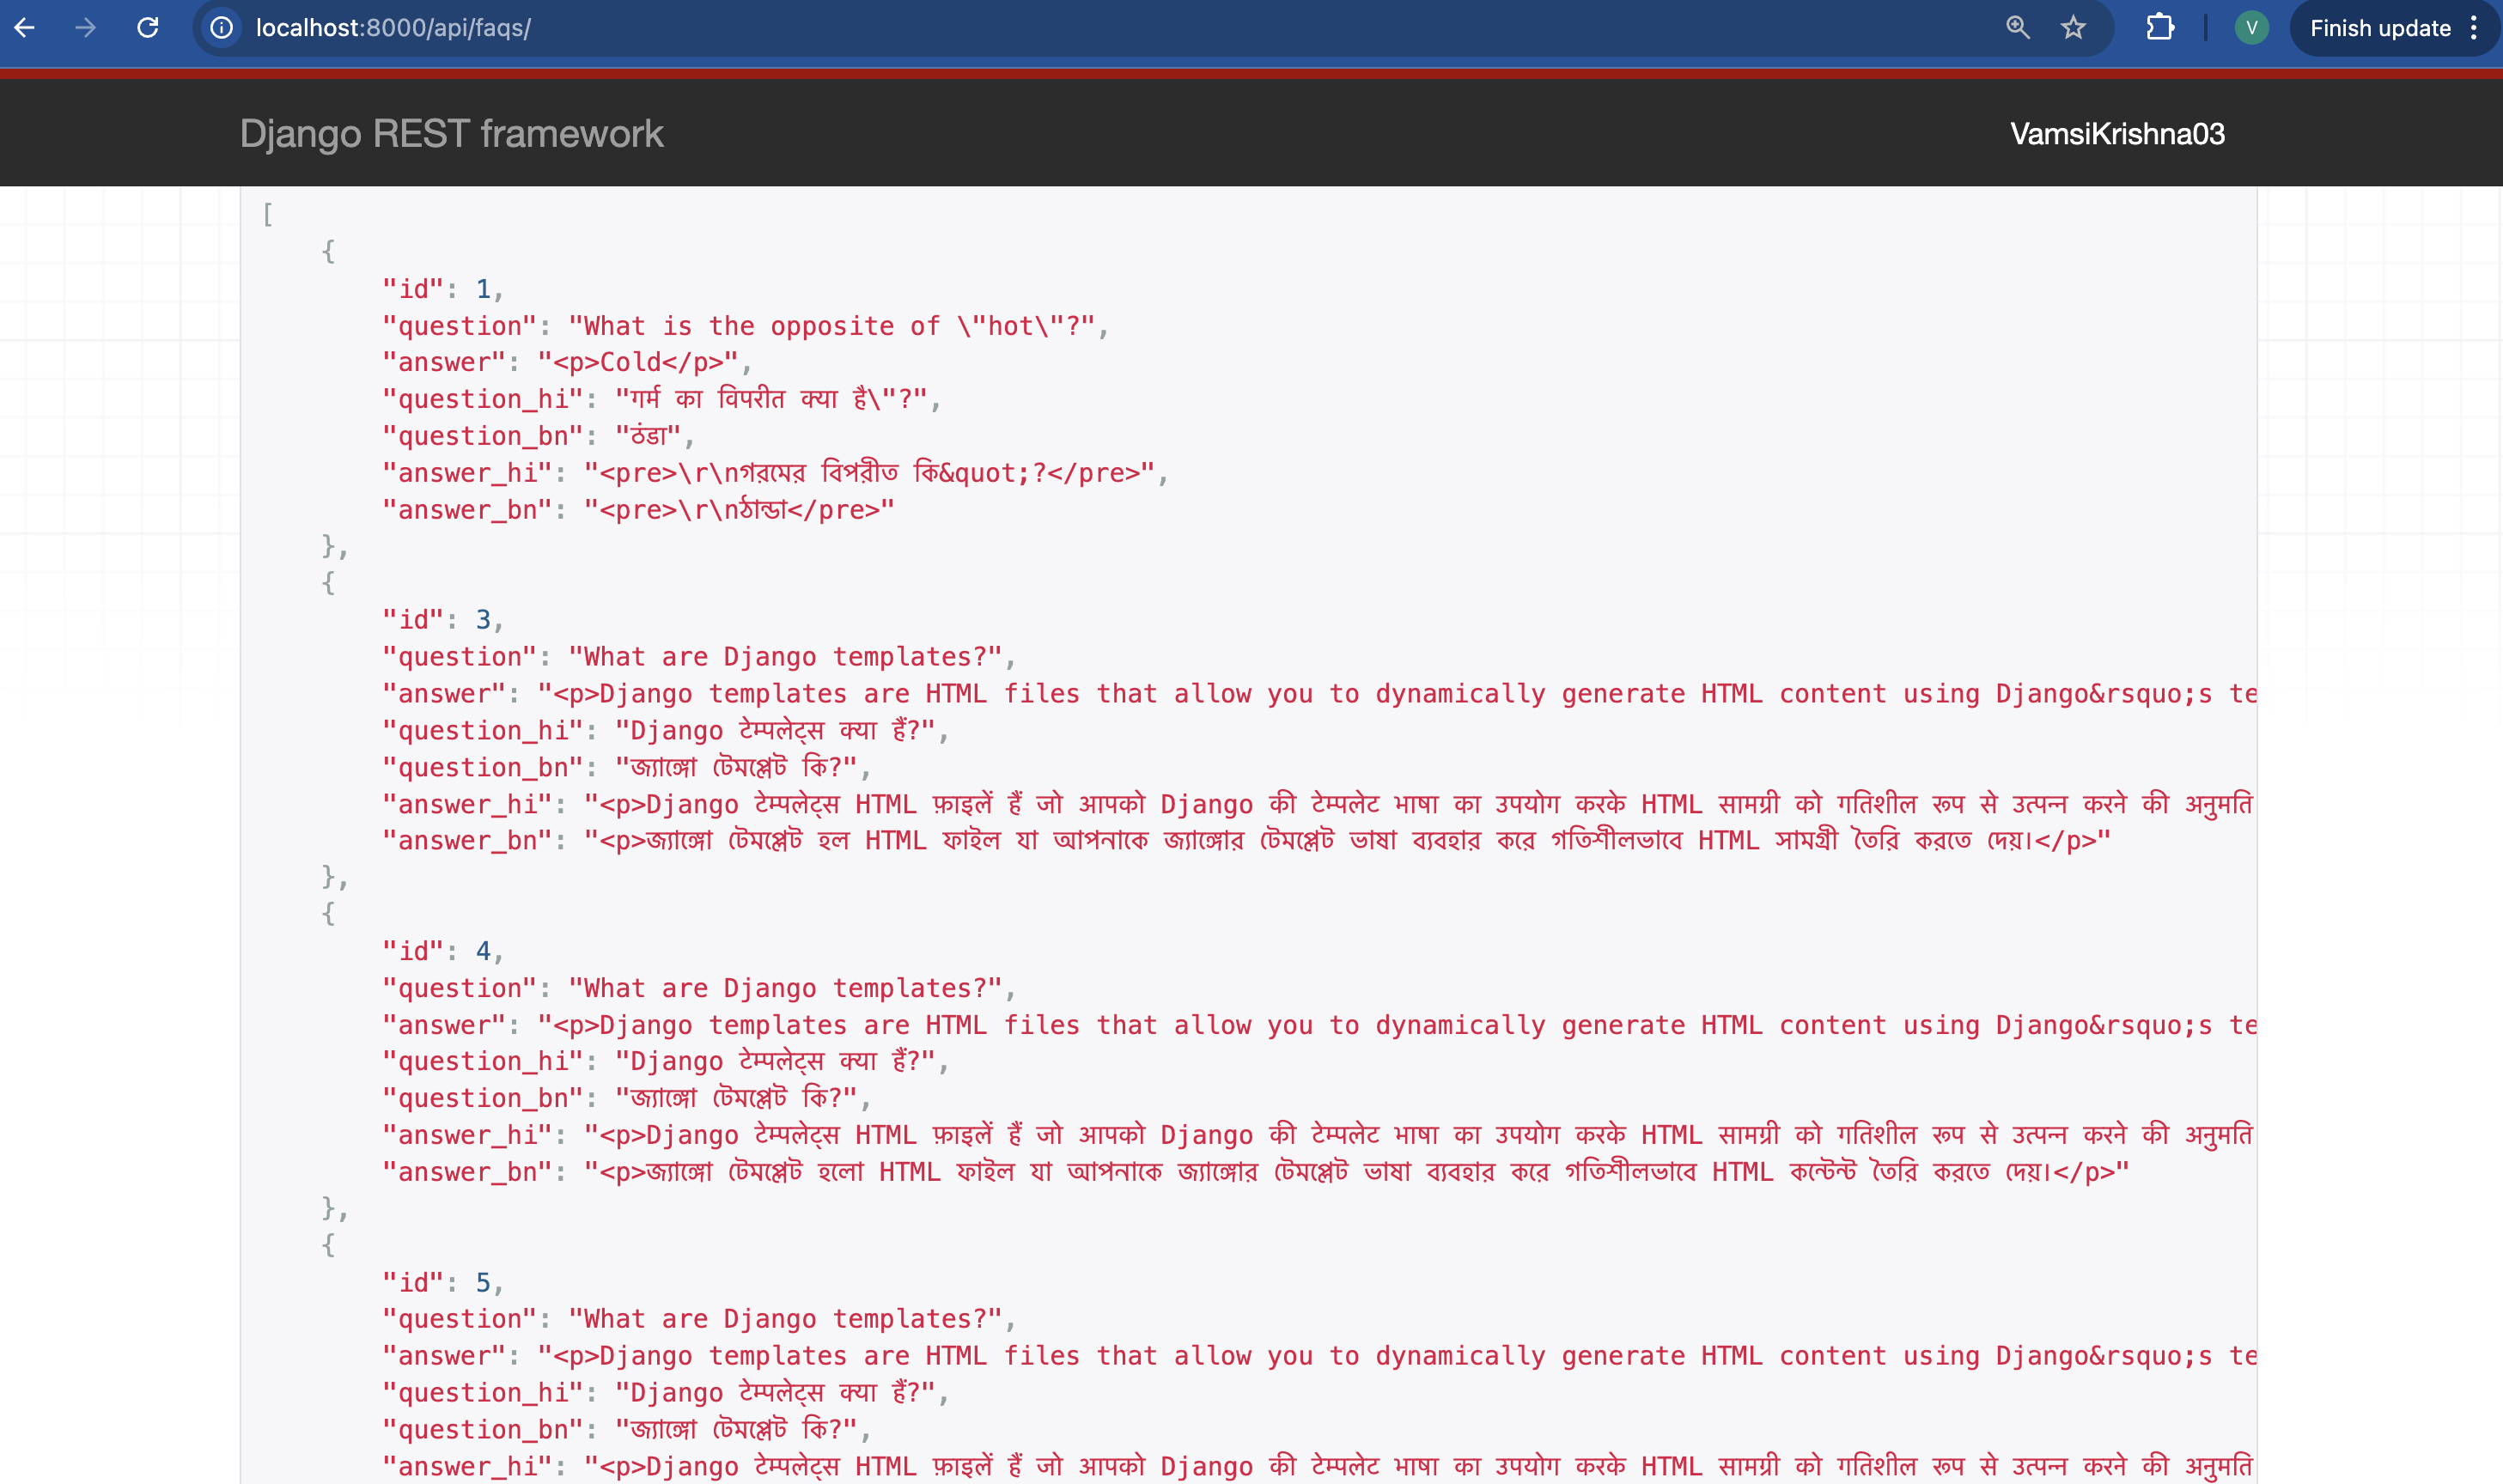 localhost:8000/api/faqs/
V
Finish update
Django REST framework
VamsiKrishna03
[
{
"id": 1,
"question": "What is the opposite of \"hot\"?",
"answer": "<p>Cold</p>",
"question_hi": "गर्म का विपरीत क्या है\"?",
"question_bn": "ठंडा",
"answer_hi": "<pre>\r\nগরমের বিপরীত কি&quot;?</pre>",
"answer_bn": "<pre>\r\nঠান্ডা</pre>"
},
{
"id": 3,
"question": "What are Django templates?",
"answer": "<p>Django templates are HTML files that allow you to dynamically generate HTML content using Django&rsquo;s te
"question_hi": "Django टेम्पलेट्स क्या हैं?",
"question_bn": "জ্যাঙ্গো টেমপ্লেট কি?",
"answer_hi": "<p>Django टेम्पलेट्स HTML फ़ाइलें हैं जो आपको Django की टेम्पलेट भाषा का उपयोग करके HTML सामग्री को गतिशील रूप से उत्पन्न करने की अनुमति
"answer_bn": "<p>জ্যাঙ্গো টেমপ্লেট হল HTML ফাইল যা আপনাকে জ্যাঙ্গোর টেমপ্লেট ভাষা ব্যবহার করে গতিশীলভাবে HTML সামগ্রী তৈরি করতে দেয়।</p>"
},
{
"id": 4,
"question": "What are Django templates?",
"answer": "<p>Django templates are HTML files that allow you to dynamically generate HTML content using Django&rsquo;s te
"question_hi": "Django टेम्पलेट्स क्या हैं?",
"question_bn": "জ্যাঙ্গো টেমপ্লেট কি?",
"answer_hi": "<p>Django टेम्पलेट्स HTML फ़ाइलें हैं जो आपको Django की टेम्पलेट भाषा का उपयोग करके HTML सामग्री को गतिशील रूप से उत्पन्न करने की अनुमति
"answer_bn": "<p>জ্যাঙ্গো টেমপ্লেট হলো HTML ফাইল যা আপনাকে জ্যাঙ্গোর টেমপ্লেট ভাষা ব্যবহার করে গতিশীলভাবে HTML কন্টেন্ট তৈরি করতে দেয়।</p>"
},
{
"id": 5,
"question": "What are Django templates?",
"answer": "<p>Django templates are HTML files that allow you to dynamically generate HTML content using Django&rsquo;s te
"question_hi": "Django टेम्पलेट्स क्या हैं?",
"question_bn": "জ্যাঙ্গো টেমপ্লেট কি?",
"answer_hi": "<p>Django टेम्पलेट्स HTML फ़ाइलें हैं जो आपको Django की टेम्पलेट भाषा का उपयोग करके HTML सामग्री को गतिशील रूप से उत्पन्न करने की अनुमति